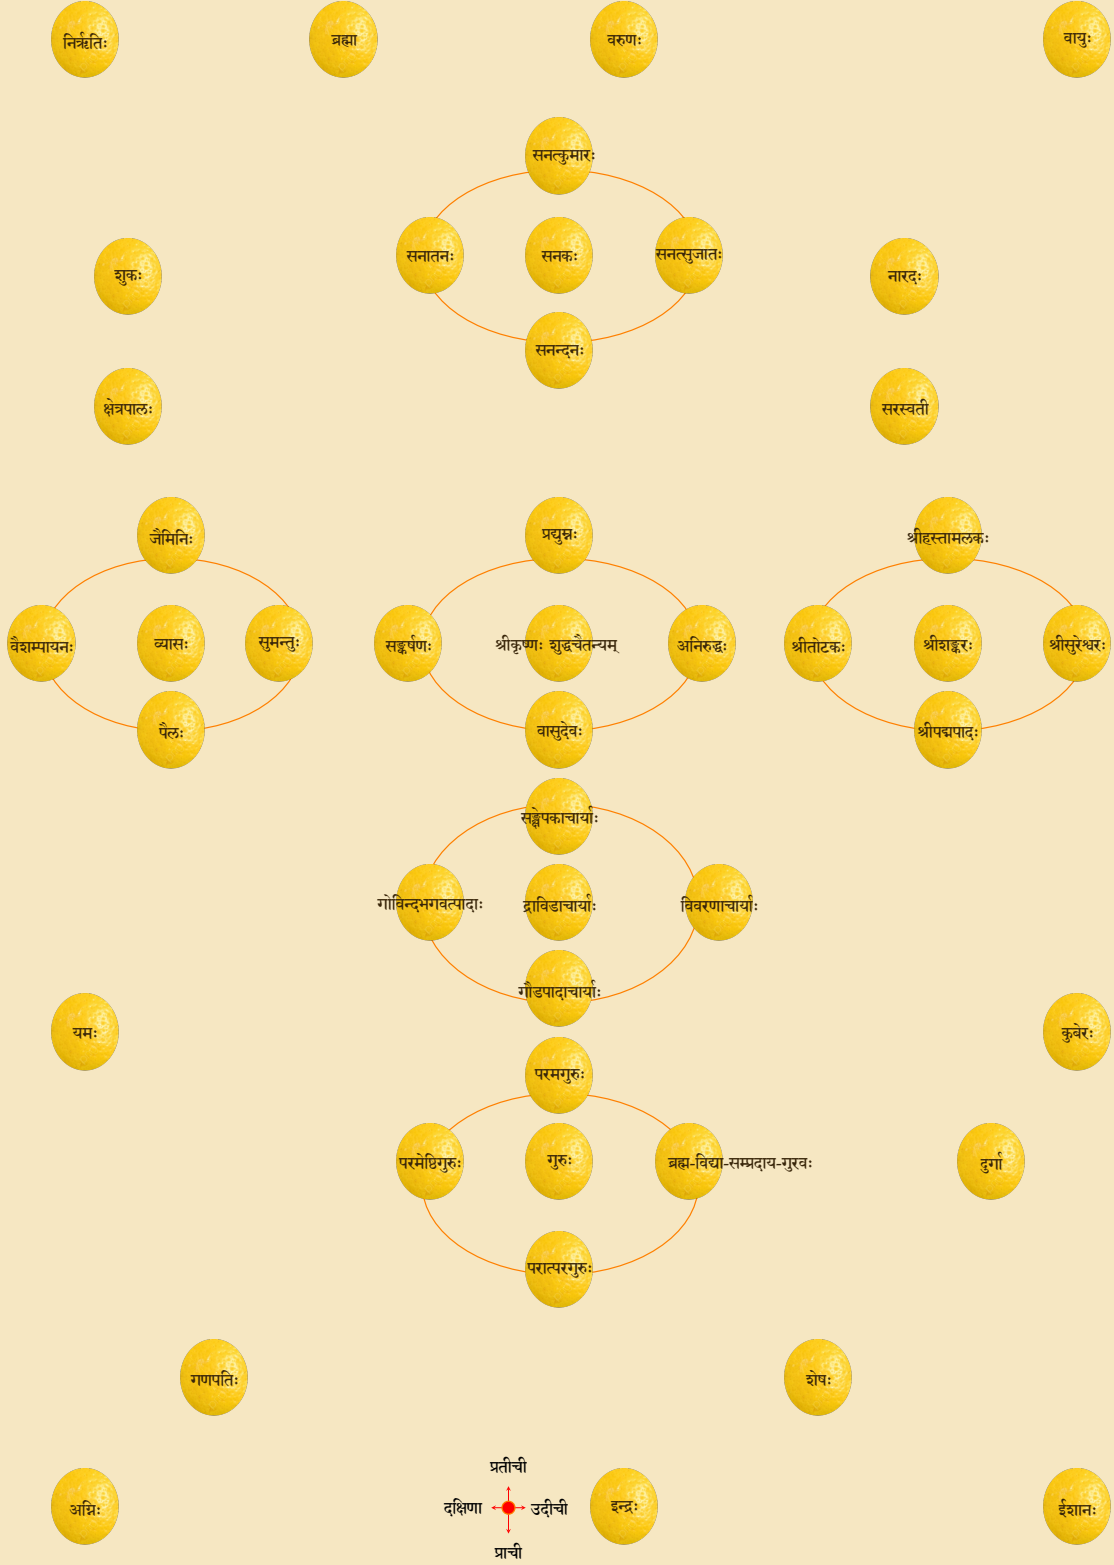 निर्ऋतिः
ब्रह्मा
वरुणः
वायुः
सनत्कुमारः
सनातनः
सनकः
सनत्सुजातः
शुकः
नारदः
सनन्दनः
क्षेत्रपालः
सरस्वती
जैमिनिः
प्रद्युम्नः
श्रीहस्तामलकः
वैशम्पायनः
व्यासः
सुमन्तुः
सङ्कर्षणः
श्रीकृष्णः शुद्धचैतन्यम्
अनिरुद्धः
श्रीतोटकः
श्रीशङ्करः
श्रीसुरेश्वरः
पैलः
वासुदेवः
श्रीपद्मपादः
सङ्क्षेपकाचार्याः
गोविन्दभगवत्पादाः
द्राविडाचार्याः
विवरणाचार्याः
गौडपादाचार्याः
यमः
कुबेरः
परमगुरुः
परमेष्ठिगुरुः
गुरुः
ब्रह्म-विद्या-सम्प्रदाय-गुरवः
दुर्गा
परात्परगुरुः
गणपतिः
शेषः
प्रतीची
अग्निः
दक्षिणा
उदीची
इन्द्रः
ईशानः
प्राची